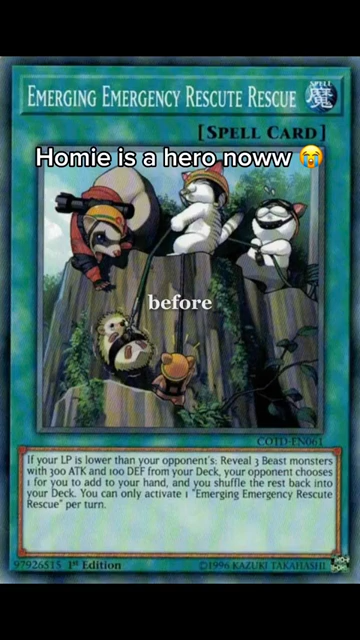 EMERGING EMERGENCY RESCUTE RESCUE
SPELL
魔
[SPELL CARD]
Homie is a hero noww 😭
before
COTD-EN061
If your LP is lower than your opponent's: Reveal 3 Beast monsters
with 300 ATK and 100 DEF from your Deck, your opponent chooses
1 for you to add to your hand, and you shuffle the rest back into
your Deck. You can only activate 1 "Emerging Emergency Rescute
Rescue" per turn.
97926515 1st Edition ©1996 KAZUKI TAKAHASHI